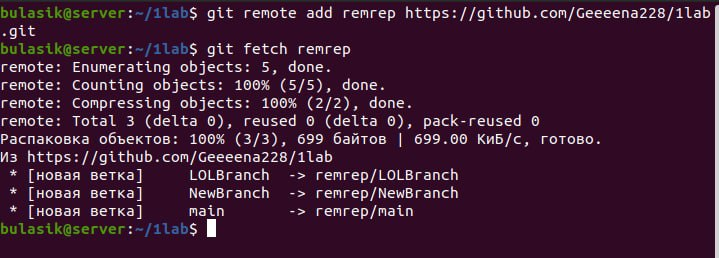 bulasik@server:~/1lab$ git remote add remrep https://github.com/Geeeena228/1lab
.git
bulasik@server:~/1lab$ git fetch remrep
remote: Enumerating objects: 5, done.
remote: Counting objects: 100% (5/5), done.
remote: Compressing objects: 100% (2/2), done.
remote: Total 3 (delta 0), reused 0 (delta 0), pack-reused 0
Распаковка объектов: 100% (3/3), 699 байтов | 699.00 КиБ/с, готово.
Из https://github.com/Geeeena228/1lab
 * [новая ветка]     LOLBranch  -> remrep/LOLBranch
 * [новая ветка]     NewBranch  -> remrep/NewBranch
 * [новая ветка]     main       -> remrep/main
bulasik@server:~/1lab$